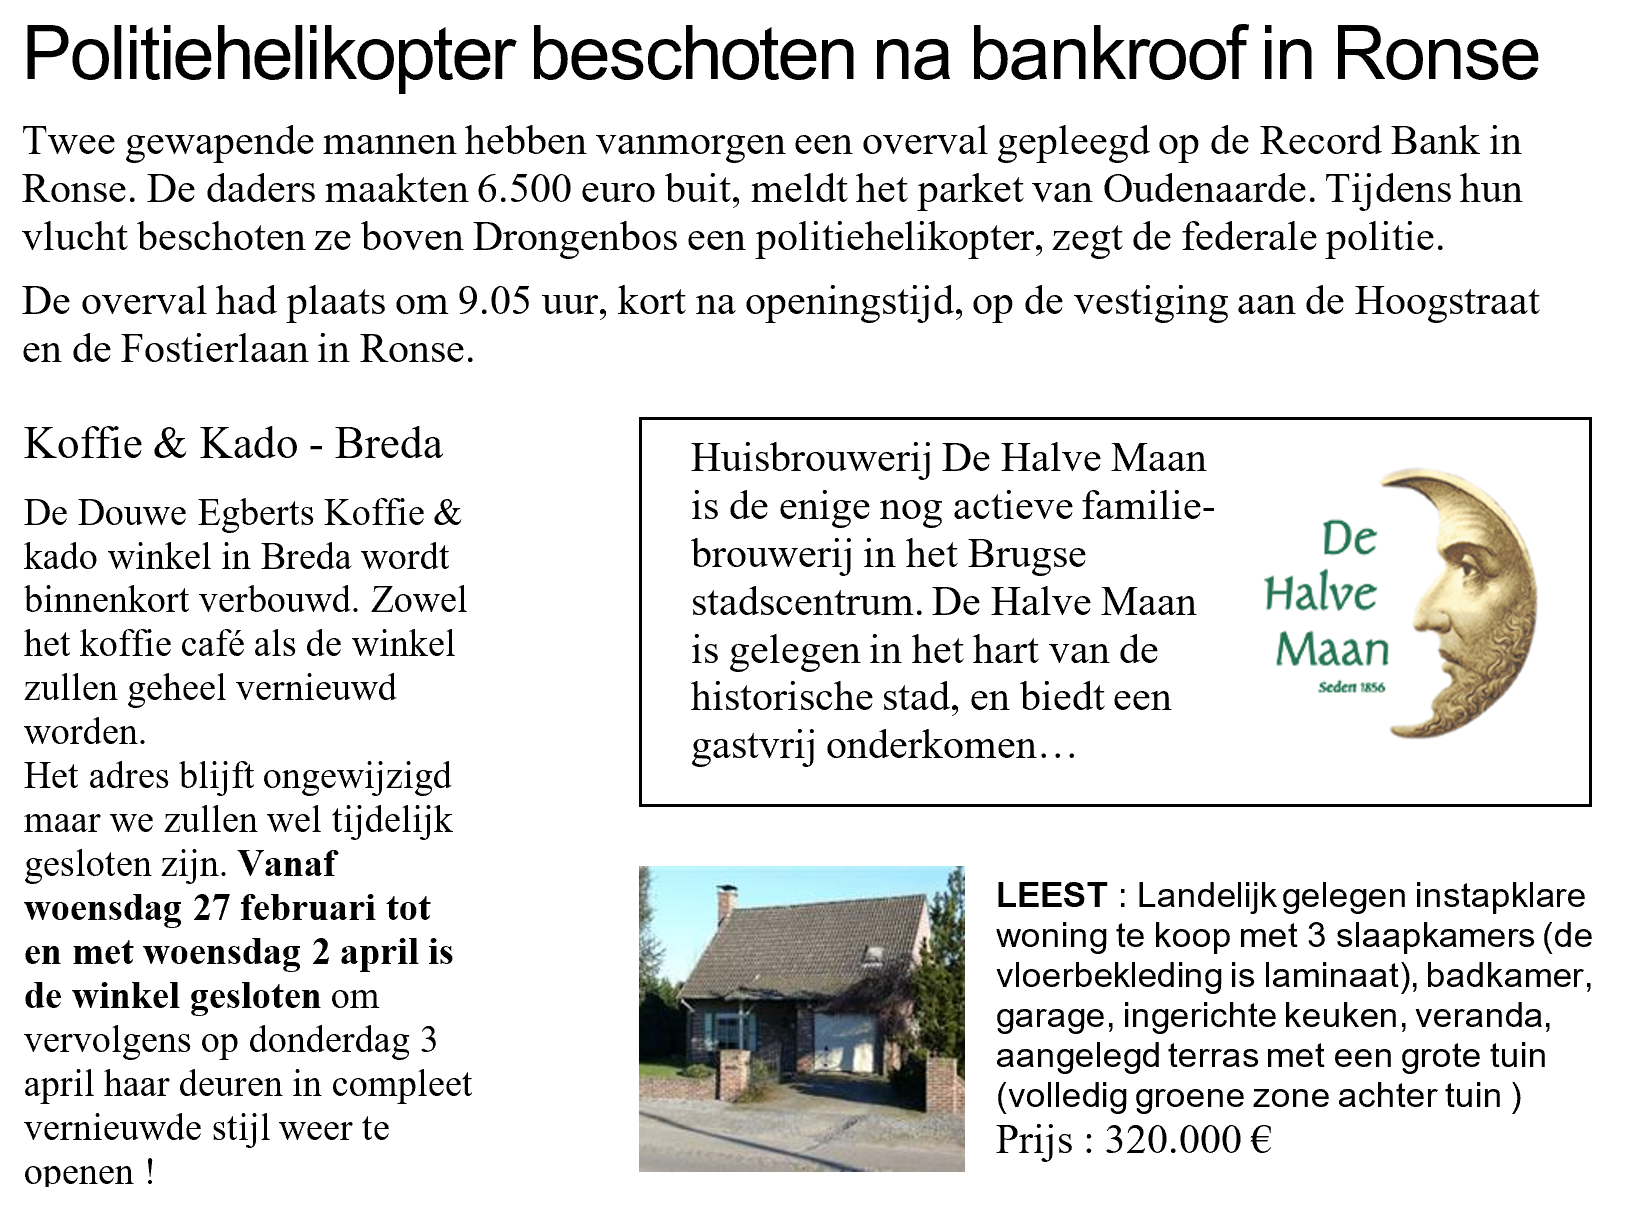 Politiehelikopter beschoten na bankroof in Ronse
Twee gewapende mannen hebben vanmorgen een overval gepleegd op de Record Bank in
Ronse. De daders maakten 6.500 euro buit, meldt het parket van Oudenaarde. Tijdens hun
vlucht beschoten ze boven Drongenbos een politiehelikopter, zegt de federale politie.
De overval had plaats om 9.05 uur, kort na openingstijd, op de vestiging aan de Hoogstraat
en de Fostierlaan in Ronse.
Koffie & Kado - Breda
De Douwe Egberts Koffie &
kado winkel in Breda wordt
binnenkort verbouwd. Zowel
het koffie café als de winkel
zullen geheel vernieuwd
worden.
Het adres blijft ongewijzigd
maar we zullen wel tijdelijk
gesloten zijn. Vanaf
woensdag 27 februari tot
en met woensdag 2 april is
de winkel gesloten om
vervolgens op donderdag 3
april haar deuren in compleet
vernieuwde stijl weer te
openen !
Huisbrouwerij De Halve Maan
is de enige nog actieve familie-
brouwerij in het Brugse
stadscentrum. De Halve Maan
is gelegen in het hart van de
historische stad, en biedt een
gastvrij onderkomen…
De
Halve
Maan
Sedert 1856
LEEST : Landelijk gelegen instapklare
woning te koop met 3 slaapkamers (de
vloerbekleding is laminaat), badkamer,
garage, ingerichte keuken, veranda,
aangelegd terras met een grote tuin
(volledig groene zone achter tuin )
Prijs : 320.000 €